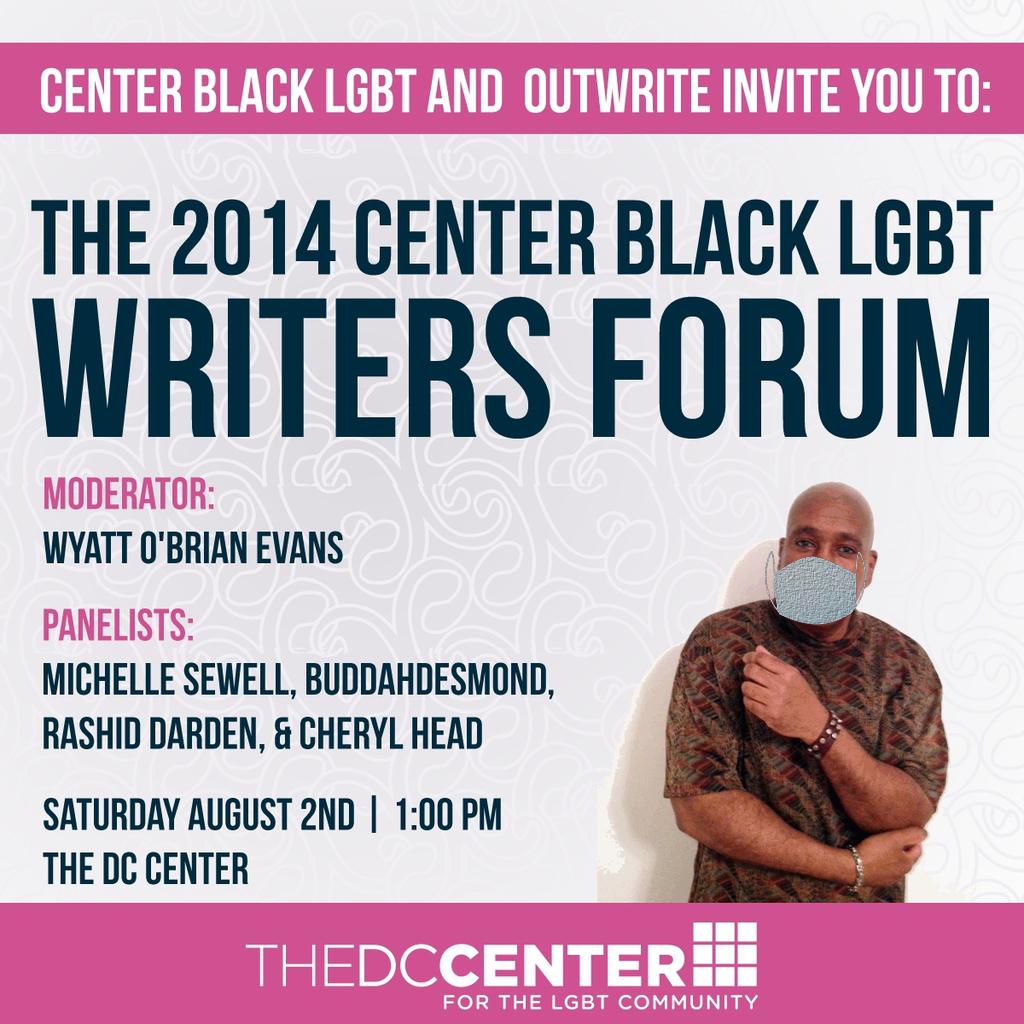 CENTER BLACK LGBT AND OUTWRITE INVITE YOU TO:
THE 2014 CENTER BLACK LGBT
WRITERS FORUM
MODERATOR:
WYATT O'BRIAN EVANS
PANELISTS:
MICHELLE SEWELL, BUDDAHDESMOND,
RASHID DARDEN, & CHERYL HEAD
SATURDAY AUGUST 2ND | 1:00 PM
THE DC CENTER
THEDCCENTER
FOR THE LGBT COMMUNITY